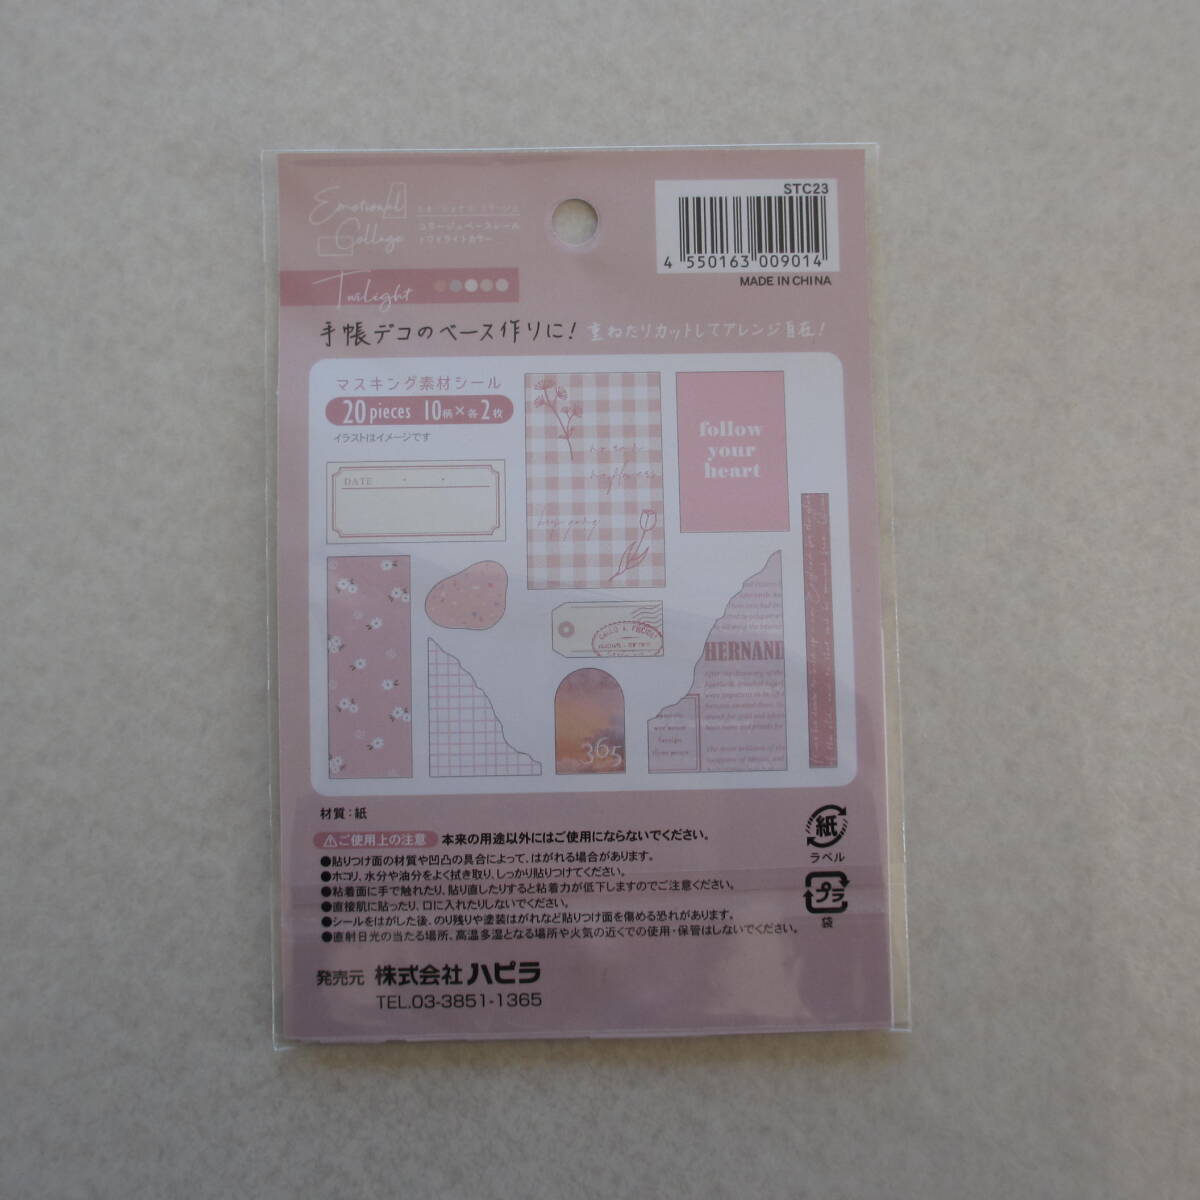 STC23
4 550163 009014
MADE IN CHINA
Emotional
Collage
エモーショナル コラージュ
コラージュベースシール
トワイライトカラー
Twilight
手帳デコのベース作りに!
重ねたりカットしてアレンジ自在!
マスキング素材シール
20 pieces 10柄×各2枚
イラストはイメージです
DATE
follow
your
heart
keep going
365
HERNAND
材質:紙
ご使用上の注意 本来の用途以外にはご使用にならないでください。
●貼りつけ面の材質や凹凸の具合によって、はがれる場合があります。
●ホコリ、水分や油分をよく拭き取り、しっかり貼りつけてください。
●粘着面に手で触れたり、貼り直したりすると粘着力が低下しますのでご注意ください。
●直接肌に貼ったり、口に入れたりしないでください。
●シールをはがした後、のり残りや塗装はがれなど貼りつけ面を傷める恐れがあります。
●直射日光の当たる場所、高温多湿となる場所や火気の近くでの使用・保管はしないでください。
紙
ラベル
プラ
袋
発売元 株式会社ハピラ
TEL.03-3851-1365